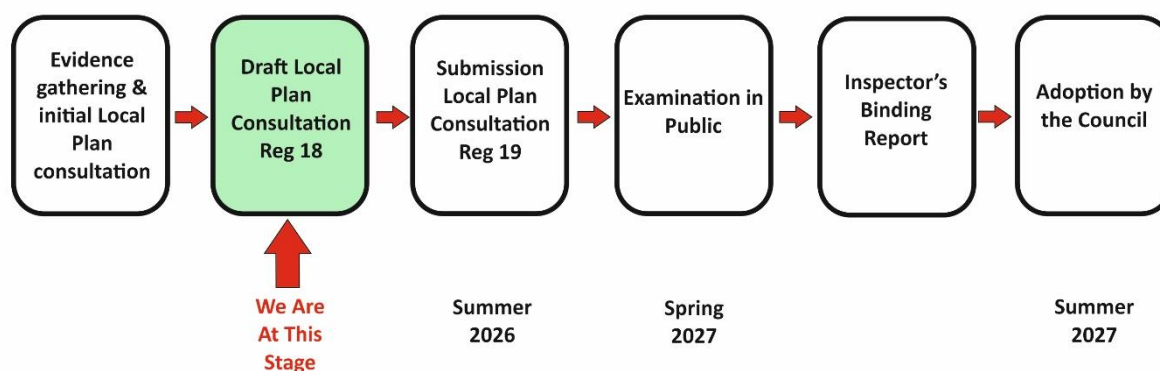 Evidence
gathering &
initial Local
Plan
consultation
Draft Local
Plan
Consultation
Reg 18
Submission
Local Plan
Consultation
Reg 19
Examination in
Public
Inspector's
Binding
Report
Adoption by
the Council
We Are
At This
Stage
Summer
2026
Spring
2027
Summer
2027